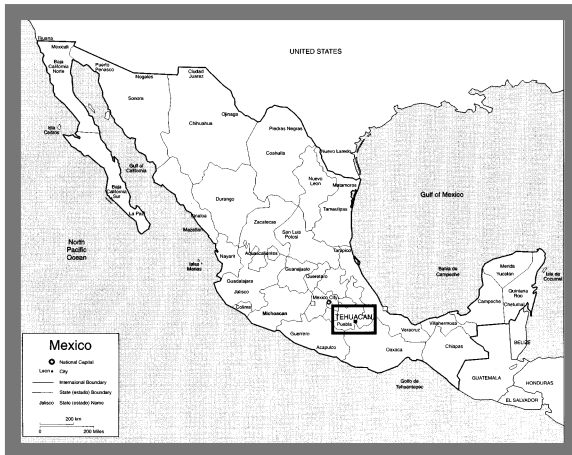 UNITED STATES
Tijuana
Mexicali
Baja
California
Norte
Puerto
Penasco
Nogales
Ciudad
Juarez
Sonora
Ojinaga
Chihuahua
Piedras Negras
Isla
Cedros
Coahuila
Nuevo Laredo
Gulf of
California
Nuevo
Leon
Matamoros
Baja
California
Sur
Gulf of Mexico
Durango
Tamaulipas
La Paz
Sinaloa
Zacatecas
Mazatlan
San Luis
Potosi
North
Pacific
Ocean
Tampico
Nayarit
Aguascalientes
Islas
Marias
Guanajuato
Queretaro
Bahia de
Campeche
Merida
Yucatan
Isla de
Cozumel
Guadalajara
Jalisco
Quintana
Roo
Mexico City
Campeche
Chetumal
Colima
Michoacan
TEHUACAN
Puebla
Veracruz
Villahermosa
Guerrero
BELIZE
Acapulco
Oaxaca
Chiapas
GUATEMALA
Golfo de
Tehuantepec
HONDURAS
EL SALVADOR
Mexico
National Capital
Leon
City
International Boundary
State (estado) Boundary
Jalisco
State (estado) Name
200 km
0
200 Miles